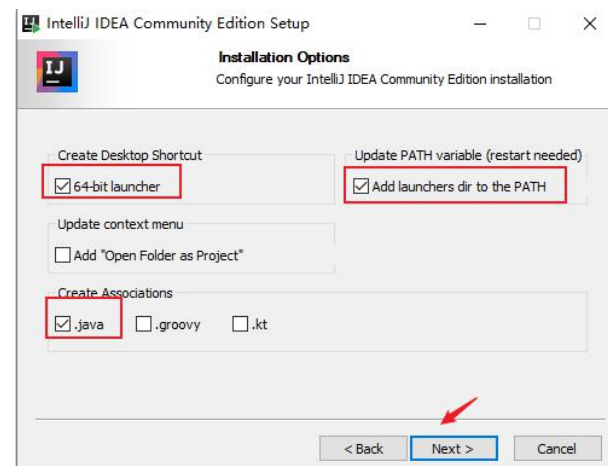 IntelliJ IDEA Community Edition Setup
IJ
Installation Options
Configure your IntelliJ IDEA Community Edition installation
Create Desktop Shortcut
64-bit launcher
Update PATH variable (restart needed)
Add launchers dir to the PATH
Update context menu
Add "Open Folder as Project"
Create Associations
.java .groovy .kt
< Back Next > Cancel